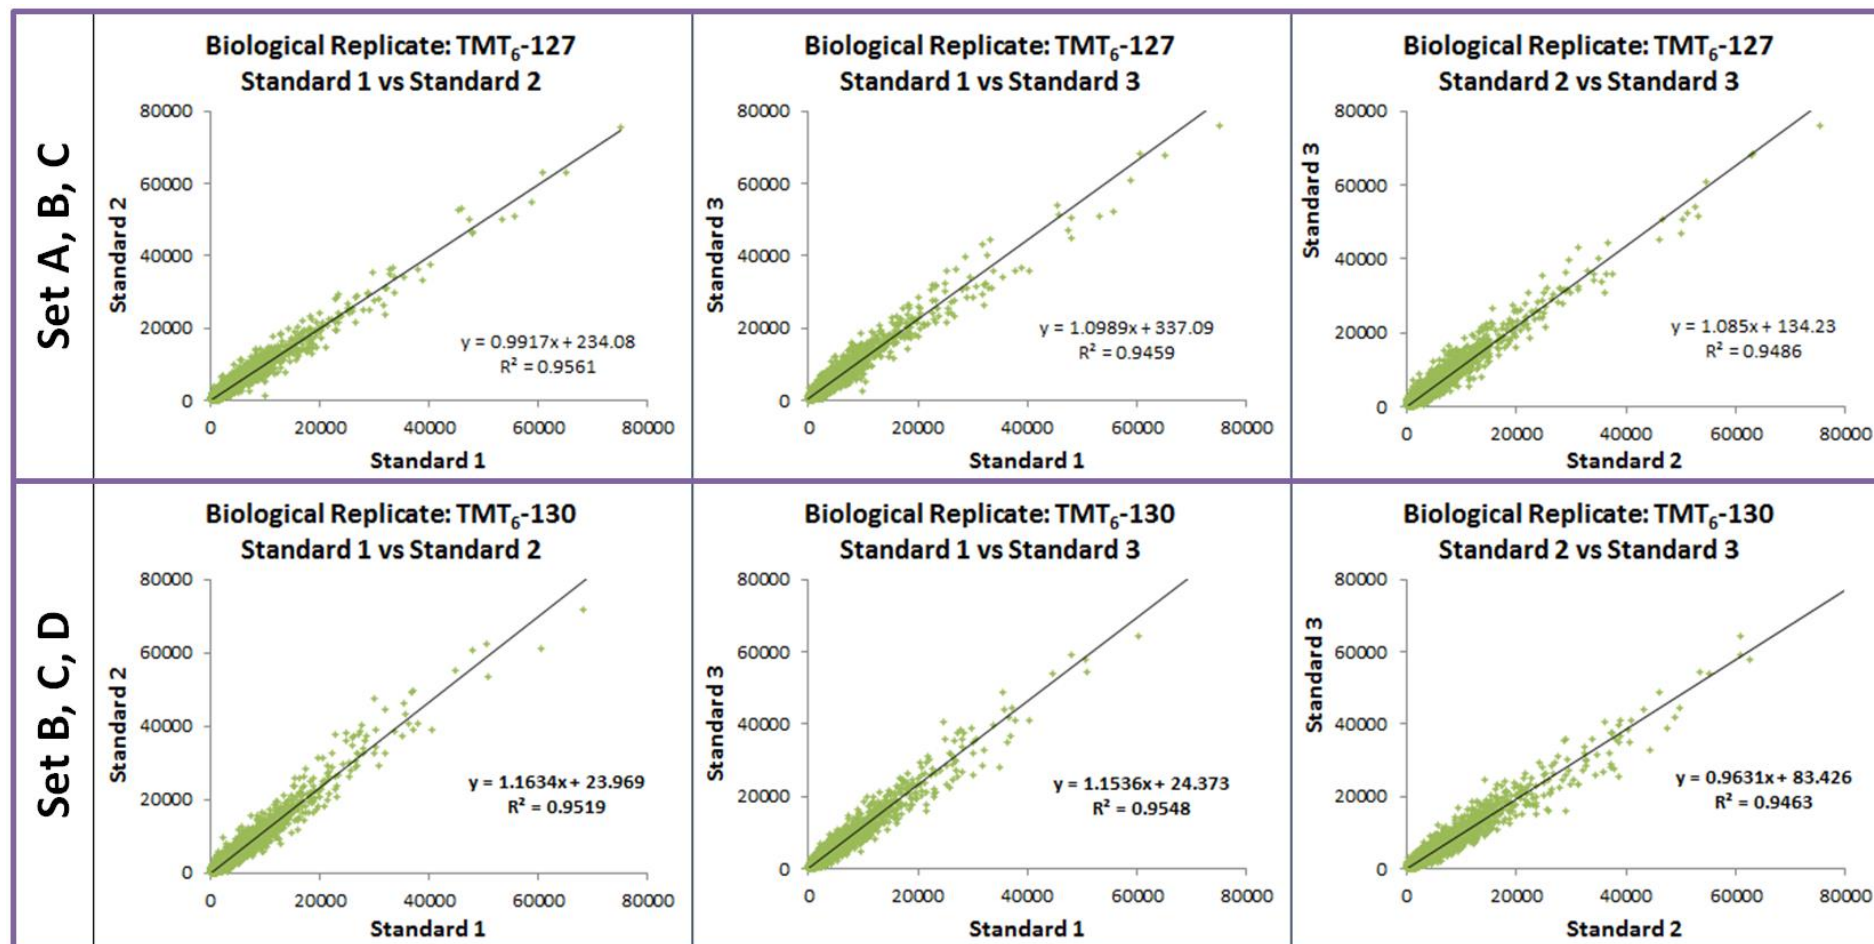 Set A, B, C
Biological Replicate: TMT₆-127
Standard 1 vs Standard 2
80000
60000
40000
20000
0
Standard 2
y = 0.9917x + 234.08
R² = 0.9561
0 20000 40000 60000 80000
Standard 1
Biological Replicate: TMT₆-127
Standard 1 vs Standard 3
80000
60000
40000
20000
0
Standard 3
y = 1.0989x + 337.09
R² = 0.9459
0 20000 40000 60000 80000
Standard 1
Biological Replicate: TMT₆-127
Standard 2 vs Standard 3
80000
60000
40000
20000
0
Standard 3
y = 1.085x + 134.23
R² = 0.9486
0 20000 40000 60000 80000
Standard 2
Set B, C, D
Biological Replicate: TMT₆-130
Standard 1 vs Standard 2
80000
60000
40000
20000
0
Standard 2
y = 1.1634x + 23.969
R² = 0.9519
0 20000 40000 60000 80000
Standard 1
Biological Replicate: TMT₆-130
Standard 1 vs Standard 3
80000
60000
40000
20000
0
Standard 3
y = 1.1536x + 24.373
R² = 0.9548
0 20000 40000 60000 80000
Standard 1
Biological Replicate: TMT₆-130
Standard 2 vs Standard 3
80000
60000
40000
20000
0
Standard 3
y = 0.9631x + 83.426
R² = 0.9463
0 20000 40000 60000 80000
Standard 2